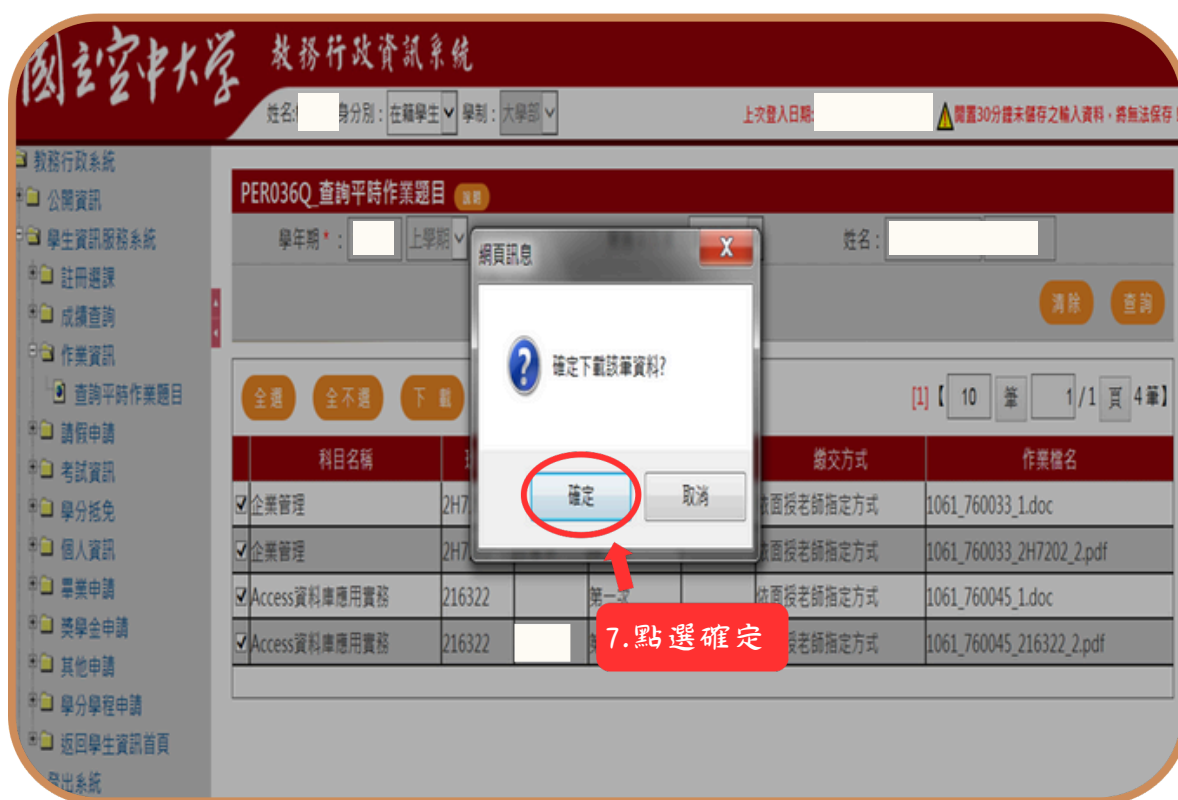 國立空中大學 教務行政資訊系統
姓名: 身分別：在籍學生 學制：大學部 上次登入日期: 閒置30分鐘未儲存之輸入資料，將無法保存！
教務行政系統
公開資訊
學生資訊服務系統
註冊選課
成績查詢
作業資訊
查詢平時作業題目
請假申請
考試資訊
學分抵免
個人資訊
畢業申請
獎學金申請
其他申請
學分學程申請
返回學生資訊首頁
登出系統
PER036Q_查詢平時作業題目 說明
學年期*： 上學期 姓名：
清除 查詢
網頁訊息 X
確定下載該筆資料?
確定 取消
全選 全不選 下載 [1]【 10 筆 1 /1 頁 4筆】
科目名稱 繳交方式 作業檔名
企業管理 2H7 依面授老師指定方式 1061_760033_1.doc
企業管理 2H7 依面授老師指定方式 1061_760033_2H7202_2.pdf
Access資料庫應用實務 216322 第一次 依面授老師指定方式 1061_760045_1.doc
Access資料庫應用實務 216322 授老師指定方式 1061_760045_216322_2.pdf
7.點選確定